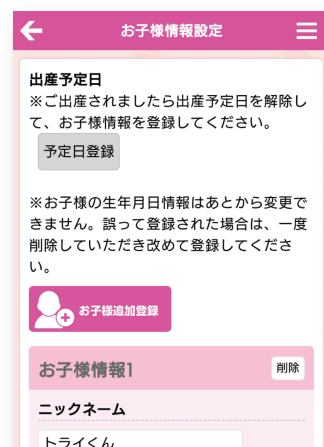 お子様情報設定
出産予定日
※ご出産されましたら出産予定日を解除し
て、お子様情報を登録してください。
予定日登録
※お子様の生年月日情報はあとから変更で
きません。誤って登録された場合は、一度
削除していただき改めて登録してくださ
い。
お子様追加登録
お子様情報1
削除
ニックネーム
トライくん